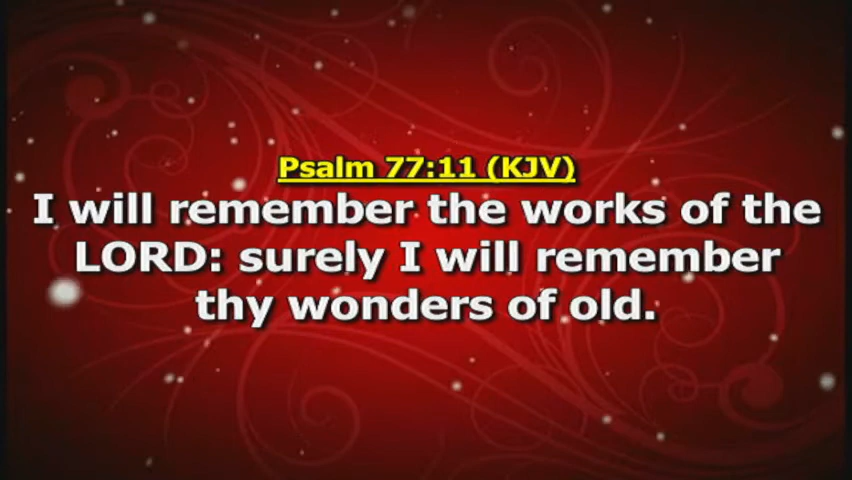 Psalm 77:11 (KJV)
I will remember the works of the
LORD: surely I will remember
thy wonders of old.